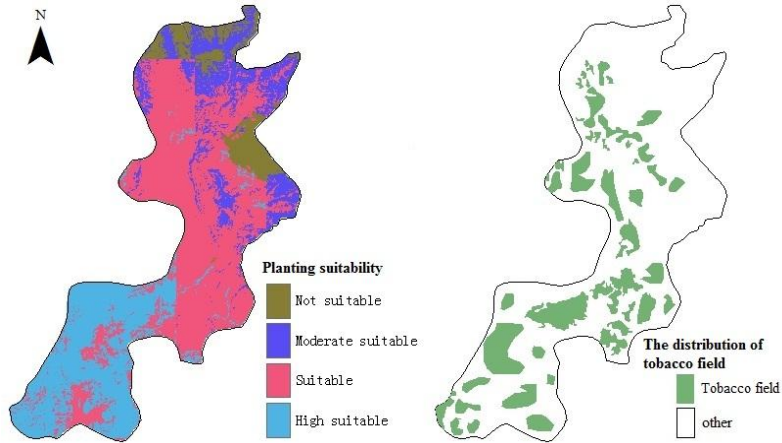 N
Planting suitability
Not suitable
Moderate suitable
Suitable
High suitable
The distribution of
tobacco field
Tobacco field
other